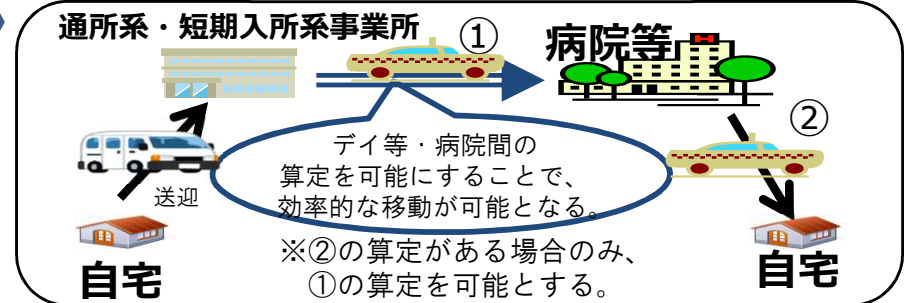 通所系・短期入所系事業所
①
病院等
H
②
デイ等・病院間の
算定を可能にすることで、
効率的な移動が可能となる。
送迎
※②の算定がある場合のみ、
①の算定を可能とする。
自宅
自宅